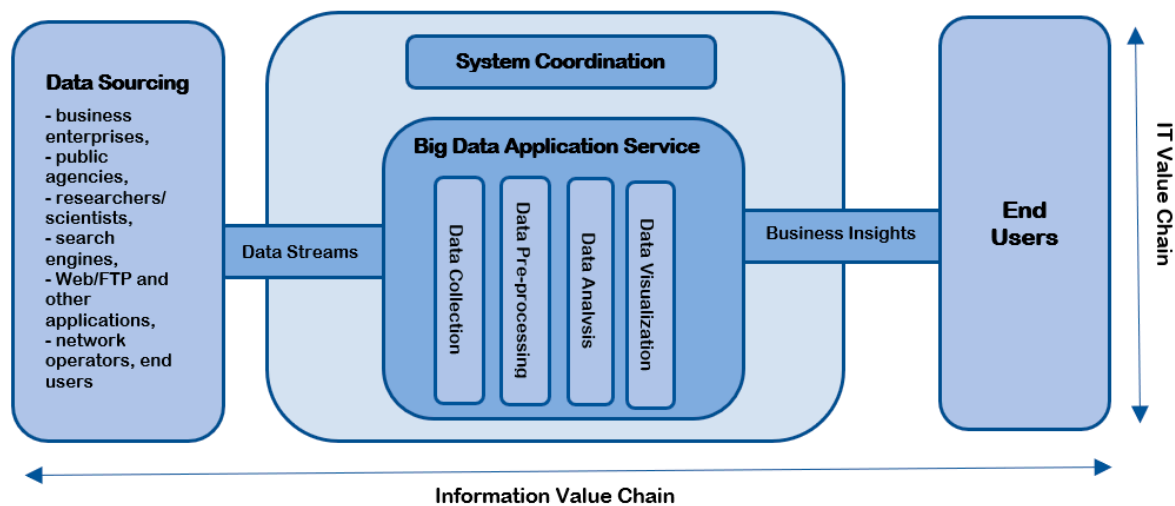 Data Sourcing
- business
enterprises,
- public
agencies,
- researchers/
scientists,
- search
engines,
- Web/FTP and
other
applications,
- network
operators, end
users
Data Streams
System Coordination
Big Data Application Service
Data Collection
Data Pre-processing
Data Analysis
Data Visualization
Business Insights
End
Users
IT Value Chain
Information Value Chain